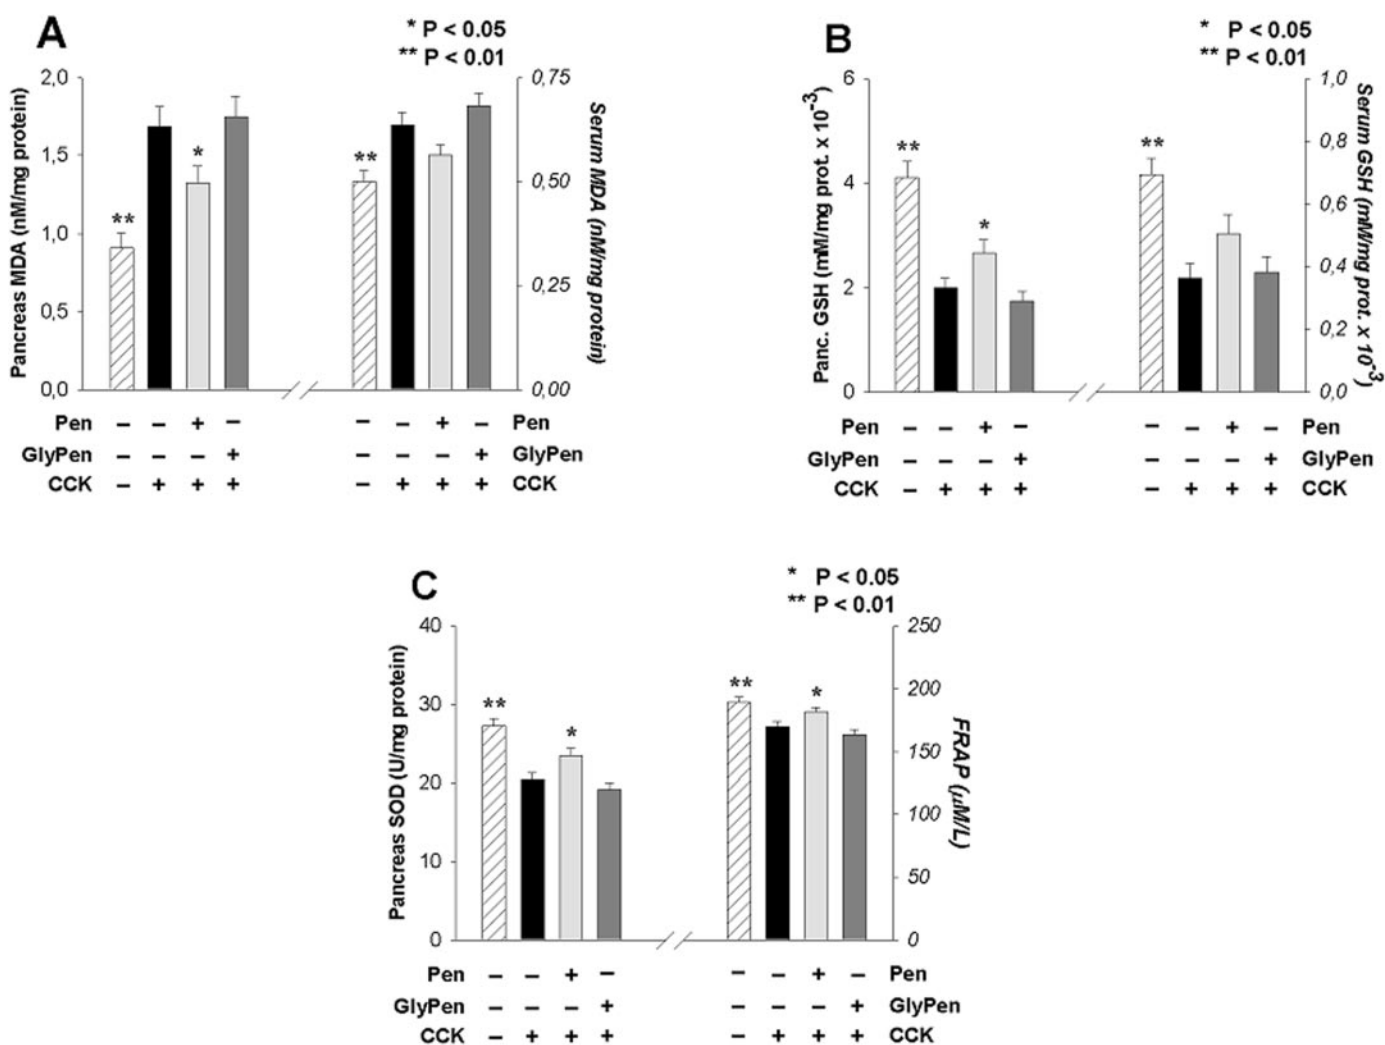 A
* P < 0.05
** P < 0.01
Pancreas MDA (nM/mg protein)
2,0
1,5
1,0
0,5
0,0
**
*
**
0,75
0,50
0,25
0,00
Serum MDA (nM/mg protein)
Pen – – + – – – + – Pen
GlyPen – – – + – – – + GlyPen
CCK – + + + – + + + CCK
B
* P < 0.05
** P < 0.01
Panc. GSH (mM/mg prot. x 10-3)
6
4
2
0
**
*
**
1,0
0,8
0,6
0,4
0,2
0,0
Serum GSH (mM/mg prot. x 10-3)
Pen – – + – – – + – Pen
GlyPen – – – + – – – + GlyPen
CCK – + + + – + + + CCK
C
* P < 0.05
** P < 0.01
Pancreas SOD (U/mg protein)
40
30
20
10
0
**
*
**
*
250
200
150
100
50
0
FRAP (μM/L)
Pen – – + – – – + – Pen
GlyPen – – – + – – – + GlyPen
CCK – + + + – + + + CCK